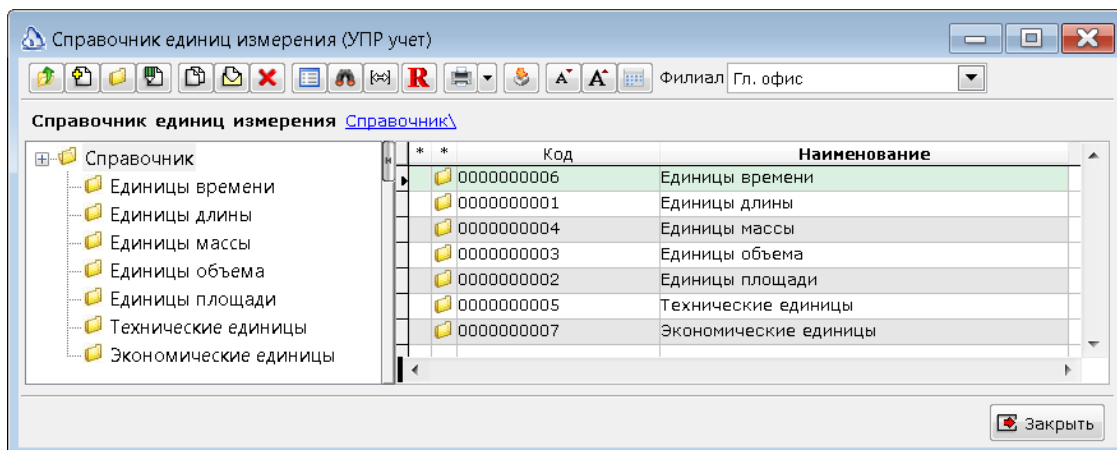 Справочник единиц измерения (УПР учет)
R A A Филиал Гл. офис
Справочник единиц измерения Справочник\
Справочник
Единицы времени
Единицы длины
Единицы массы
Единицы объема
Единицы площади
Технические единицы
Экономические единицы
* * Код Наименование
0000000006 Единицы времени
0000000001 Единицы длины
0000000004 Единицы массы
0000000003 Единицы объема
0000000002 Единицы площади
0000000005 Технические единицы
0000000007 Экономические единицы
Закрыть